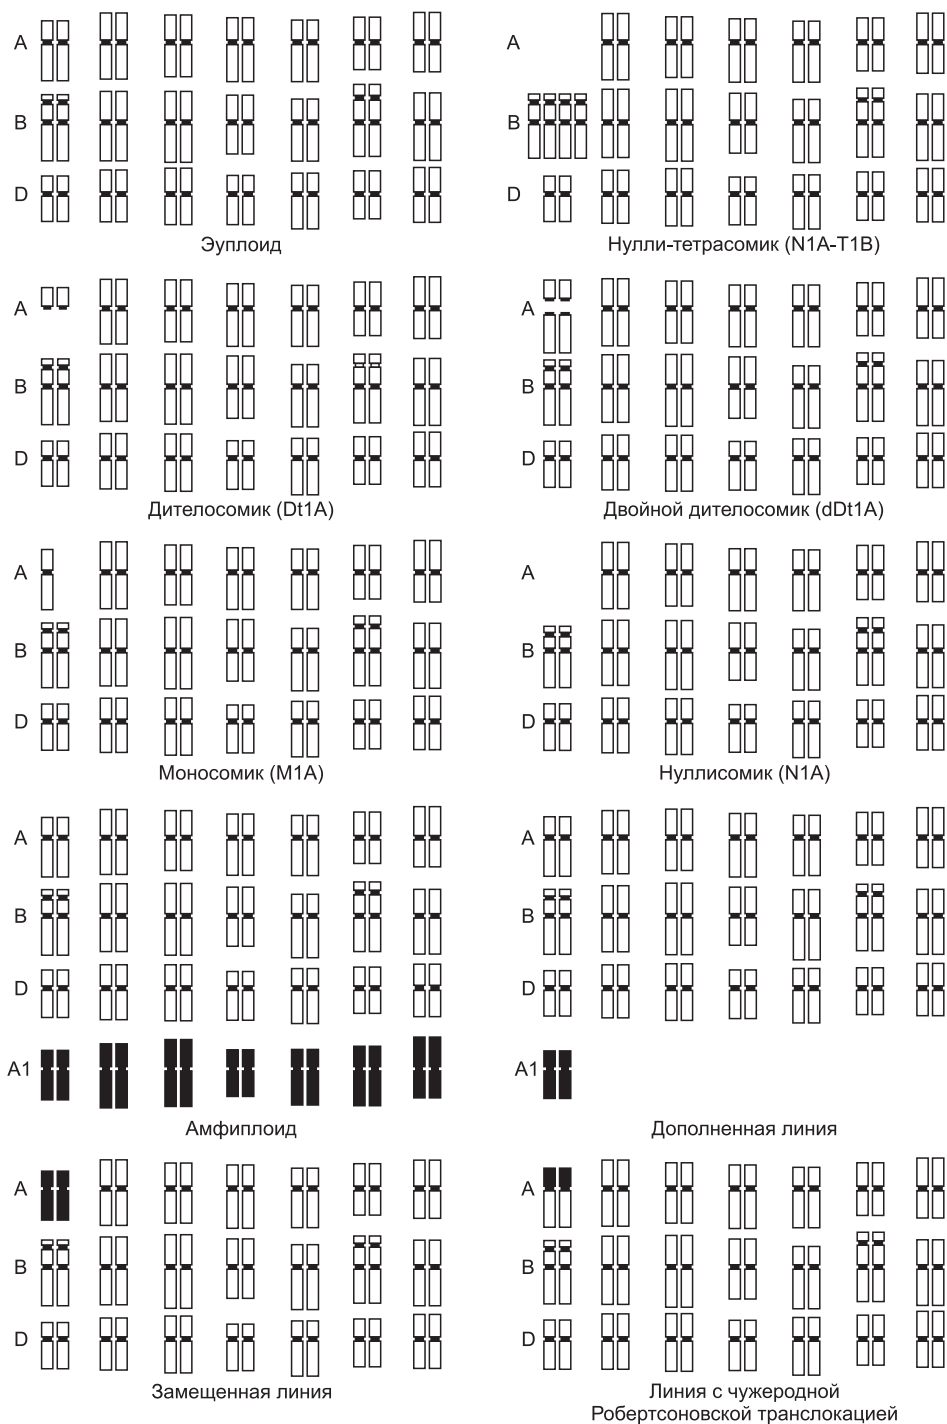 A
B
D
Эуплоид
A
B
D
Нулли-тетрасомик (N1A-T1B)
A
B
D
Дителосомик (Dt1A)
A
B
D
Двойной дителосомик (dDt1A)
A
B
D
Моносомик (M1A)
A
B
D
Нуллисомик (N1A)
A
B
D
A1
Амфиплоид
A
B
D
A1
Дополненная линия
A
B
D
Замещенная линия
A
B
D
Линия с чужеродной
Робертсоновской транслокацией